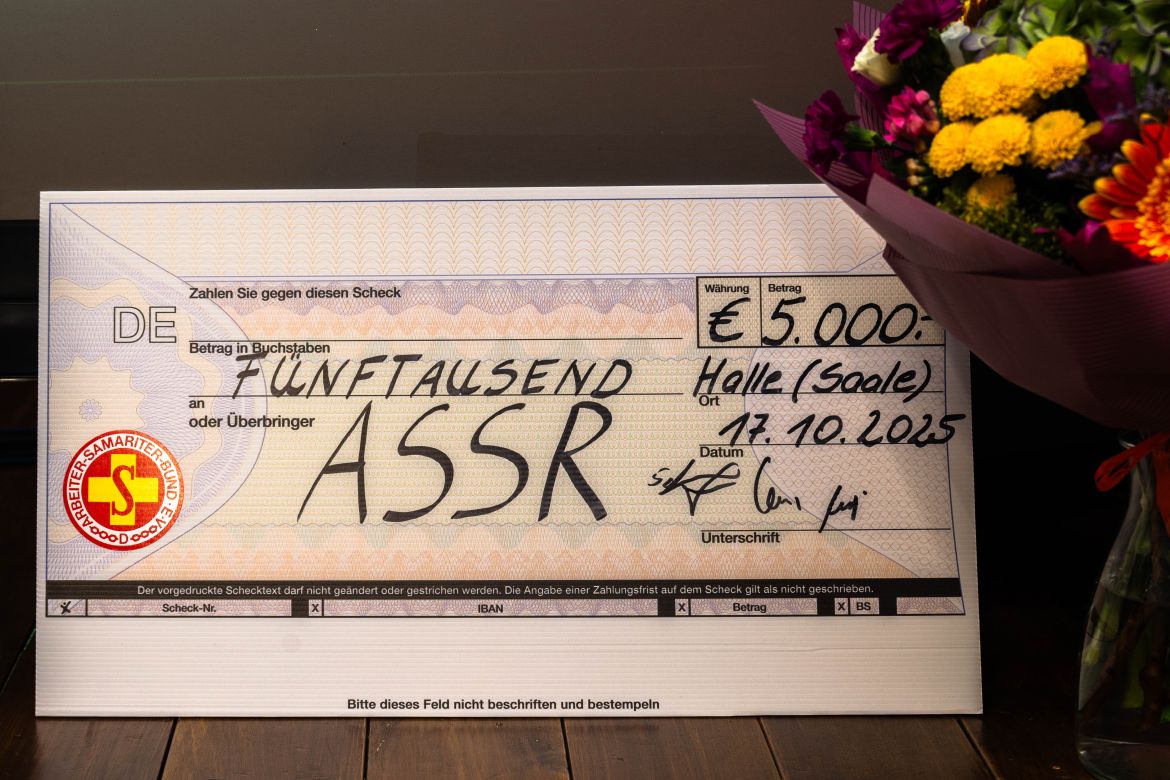 Zahlen Sie gegen diesen Scheck
Währung
Betrag
€ 5.000.-
DE
Betrag in Buchstaben
FÜNFTAUSEND
Halle (Saale)
an
Ort
oder Überbringer
ASSR
17.10.2025
Datum
ARBEITER-SAMARITER-BUND·E·V·
S
D
Unterschrift
Der vorgedruckte Schecktext darf nicht geändert oder gestrichen werden. Die Angabe einer Zahlungsfrist auf dem Scheck gilt als nicht geschrieben.
X Scheck-Nr. X IBAN X Betrag X BS
Bitte dieses Feld nicht beschriften und bestempeln